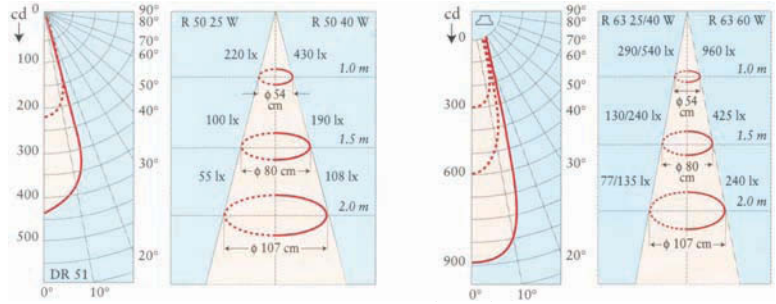 cd
0
100
200
300
400
500
90°
80°
70°
60°
50°
40°
30°
20°
0° 10°
DR 51
R 50 25 W R 50 40 W
220 lx 430 lx
1.0 m
ϕ 54
cm
100 lx 190 lx
1.5 m
ϕ 80 cm
55 lx 108 lx
2.0 m
ϕ 107 cm
cd
0
300
600
900
90°
80°
70°
60°
50°
40°
30°
20°
0° 10°
R 63 25/40 W R 63 60 W
290/540 lx 960 lx
1.0 m
ϕ 54
cm
130/240 lx 425 lx
1.5 m
ϕ 80
cm
77/135 lx 240 lx
2.0 m
ϕ 107 cm